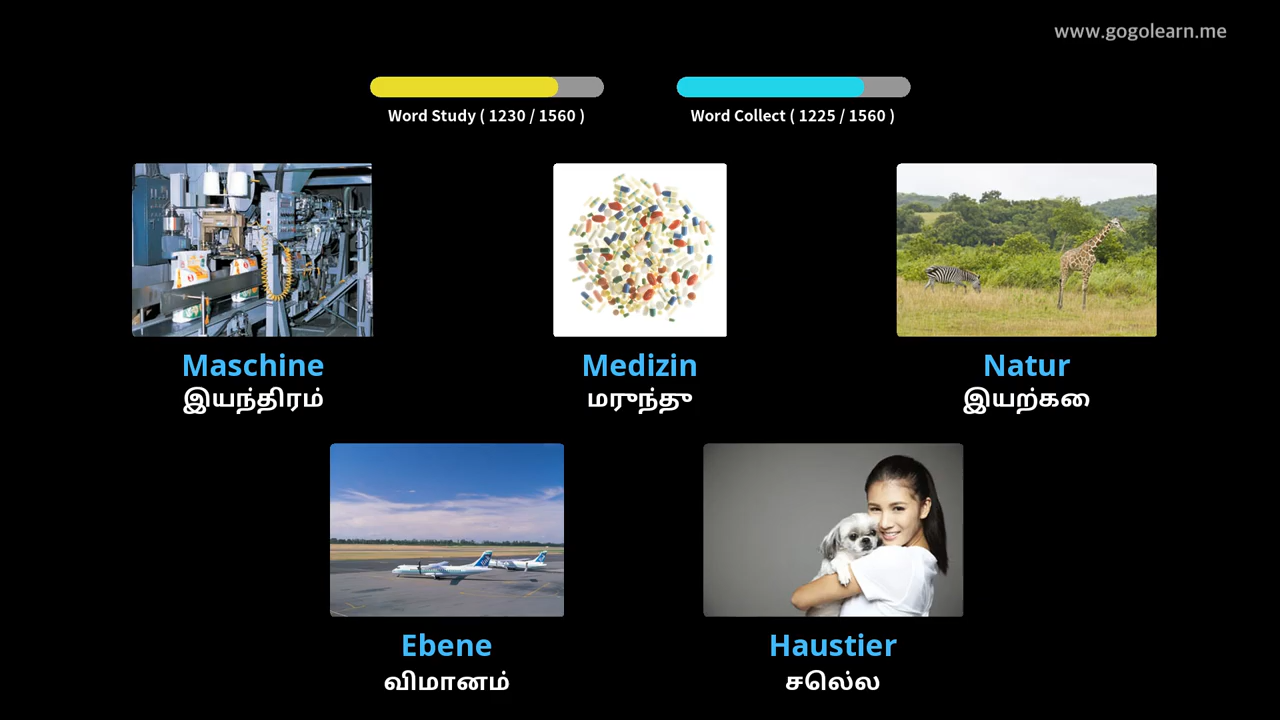 www.gogolearn.me
Word Study ( 1230 / 1560 )
Word Collect ( 1225 / 1560 )
Maschine
இயந்திரம்
Medizin
மருந்து
Natur
இயற்கை
Ebene
விமானம்
Haustier
செல்ல